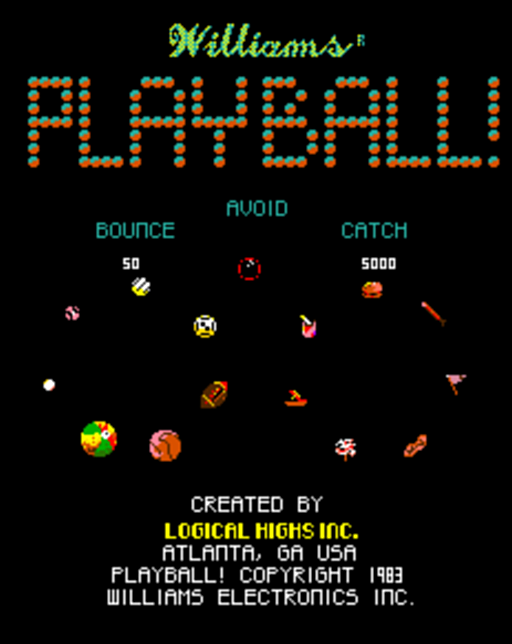 Williams®
PLAYBALL!
AVOID
BOUNCE CATCH
50 5000
CREATED BY
LOGICAL HIGHS INC.
ATLANTA, GA USA
PLAYBALL! COPYRIGHT 1983
WILLIAMS ELECTRONICS INC.